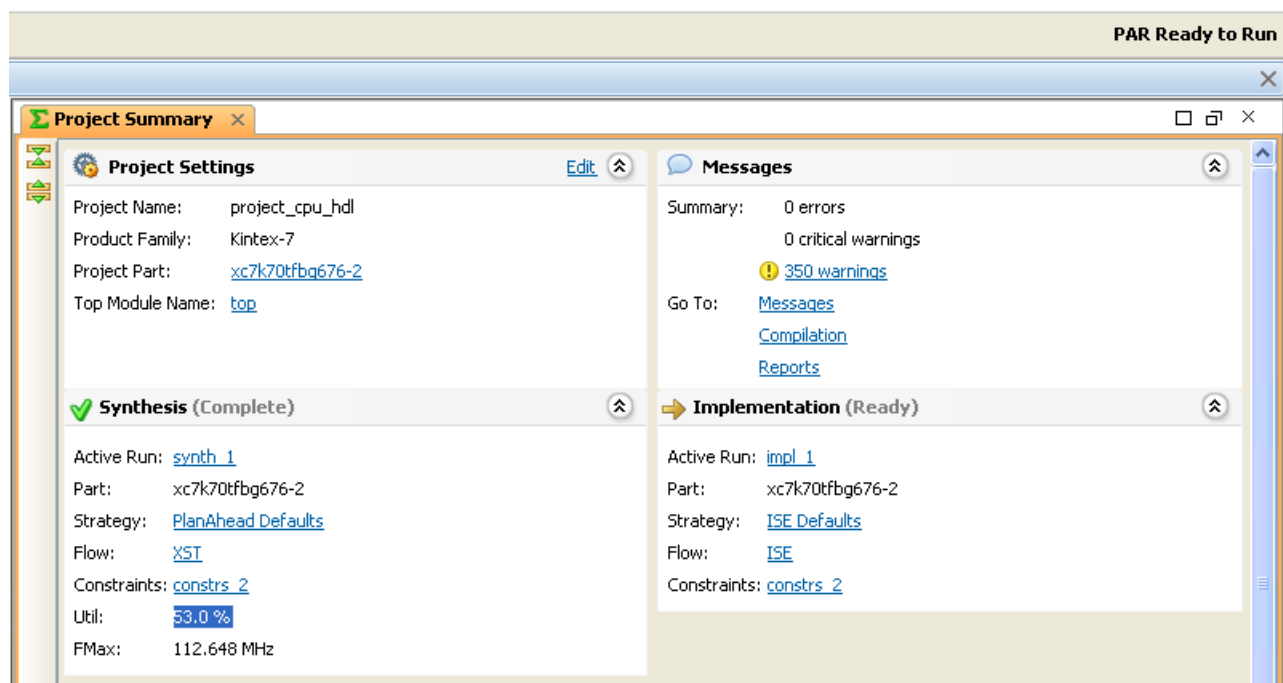 PAR Ready to Run
Project Summary
Project Settings
Edit
Project Name: project_cpu_hdl
Product Family: Kintex-7
Project Part: xc7k70tfbg676-2
Top Module Name: top
Messages
Summary: 0 errors
0 critical warnings
350 warnings
Go To: Messages
Compilation
Reports
Synthesis (Complete)
Active Run: synth_1
Part: xc7k70tfbg676-2
Strategy: PlanAhead Defaults
Flow: XST
Constraints: constrs_2
Util: 53.0 %
FMax: 112.648 MHz
Implementation (Ready)
Active Run: impl_1
Part: xc7k70tfbg676-2
Strategy: ISE Defaults
Flow: ISE
Constraints: constrs_2